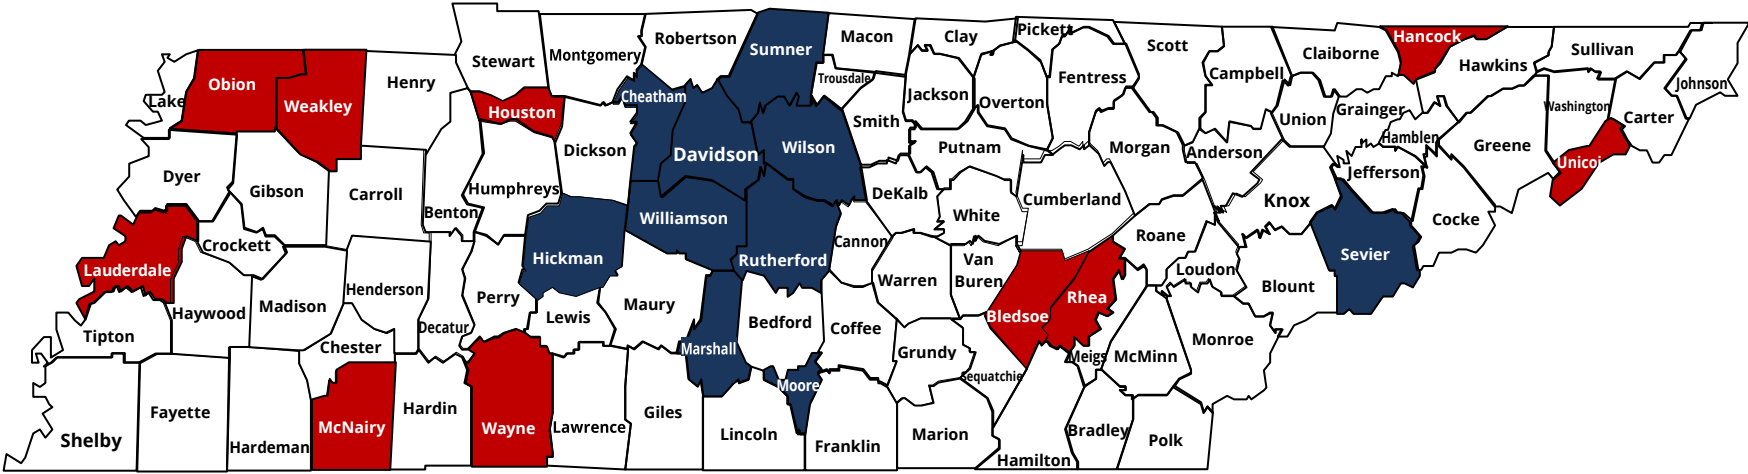 Pickett
Hancock
Macon
Clay
Robertson
Scott
Sumner
Sullivan
Claiborne
Montgomery
Stewart
Hawkins
Campbell
Trousdale
Fentress
Henry
Obion
Johnson
Jackson
Cheatham
Lake
Overton
Weakley
Washington
Grainger
Houston
Carter
Union
Smith
Hamblen
Greene
Wilson
Putnam
Morgan
Dickson
Anderson
Davidson
Unicoi
Jefferson
Dyer
Humphreys
Gibson
DeKalb
Carroll
Cumberland
Knox
Benton
White
Williamson
Cocke
Roane
Cannon
Crockett
Sevier
Hickman
Rutherford
Van
Buren
Lauderdale
Loudon
Warren
Blount
Henderson
Perry
Rhea
Maury
Madison
Haywood
Bledsoe
Lewis
Bedford
Decatur
Coffee
Tipton
Monroe
Chester
Marshall
Grundy
Meigs
McMinn
Sequatchie
Moore
Hardin
Fayette
Giles
McNairy
Wayne
Lawrence
Bradley
Lincoln
Marion
Shelby
Polk
Hardeman
Franklin
Hamilton